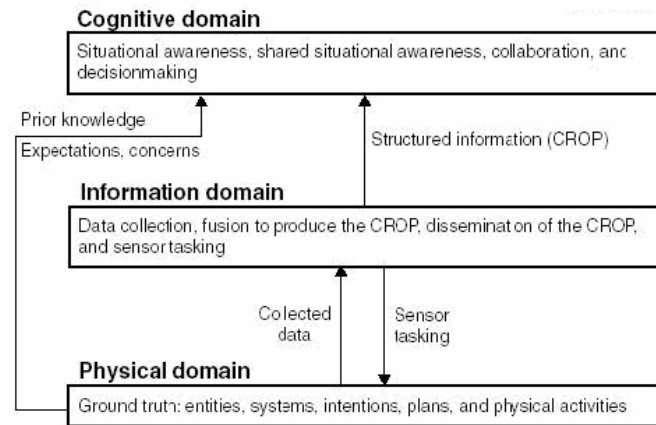 Cognitive domain
Situational awareness, shared situational awareness, collaboration, and
decisionmaking
Prior knowledge
Expectations, concerns
Structured information (CROP)
Information domain
Data collection, fusion to produce the CROP, dissemination of the CROP,
and sensor tasking
Collected
data
Sensor
tasking
Physical domain
Ground truth: entities, systems, intentions, plans, and physical activities